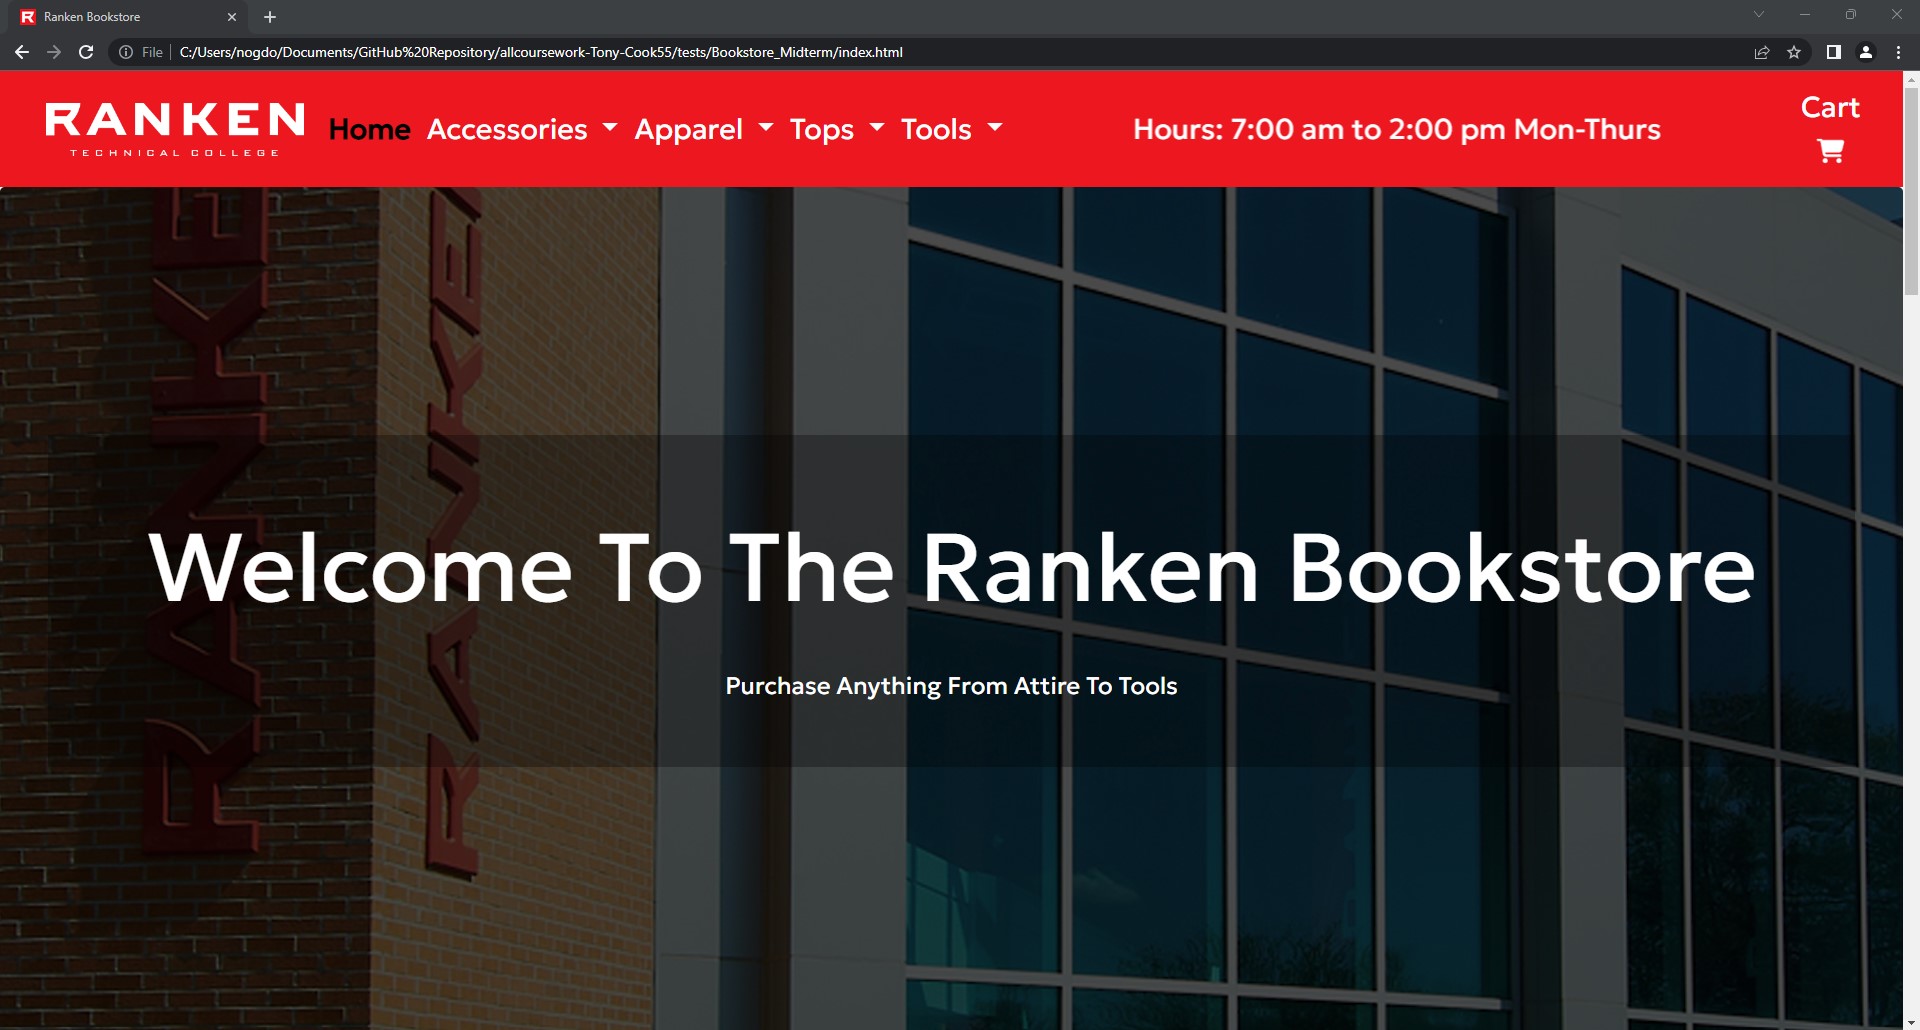 Ranken Bookstore
File C:/Users/nogdo/Documents/GitHub%20Repository/allcoursework-Tony-Cook55/tests/Bookstore_Midterm/index.html
RANKEN
TECHNICAL COLLEGE
Home Accessories Apparel Tops Tools
Hours: 7:00 am to 2:00 pm Mon-Thurs
Cart
RANKE
RANKE
Welcome To The Ranken Bookstore
Purchase Anything From Attire To Tools